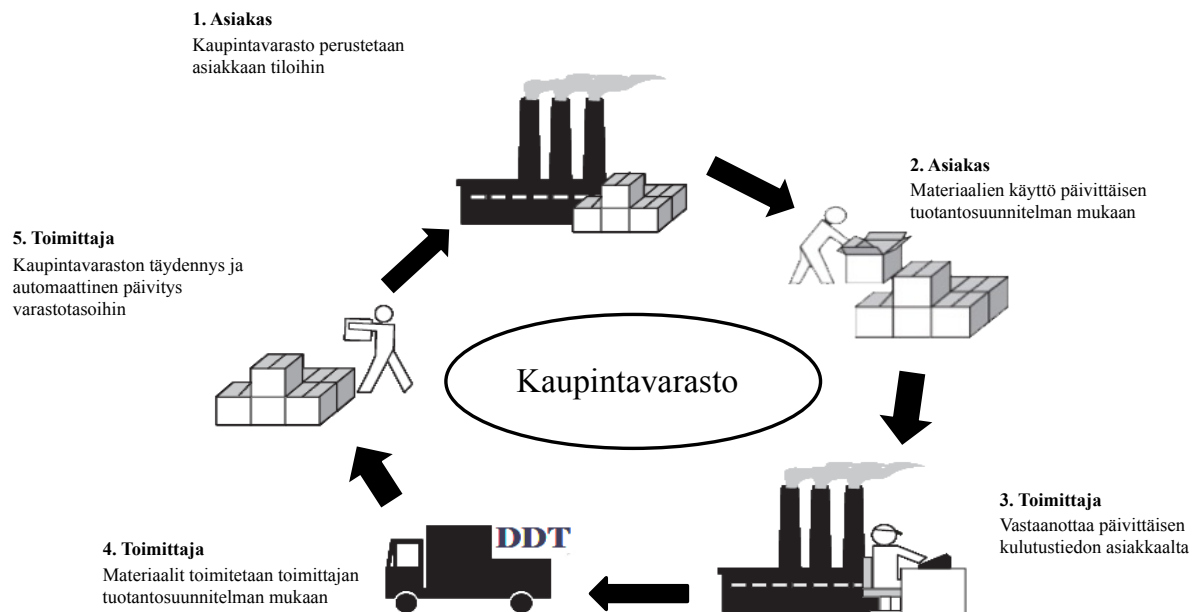 1. Asiakas
Kaupintavarasto perustetaan
asiakkaan tiloihin
2. Asiakas
Materiaalien käyttö päivittäisen
tuotantosuunnitelman mukaan
5. Toimittaja
Kaupintavaraston täydennys ja
automaattinen päivitys
varastotasoihin
Kaupintavarasto
3. Toimittaja
Vastaanottaa päivittäisen
kulutustiedon asiakkaalta
DDT
4. Toimittaja
Materiaalit toimitetaan toimittajan
tuotantosuunnitelman mukaan